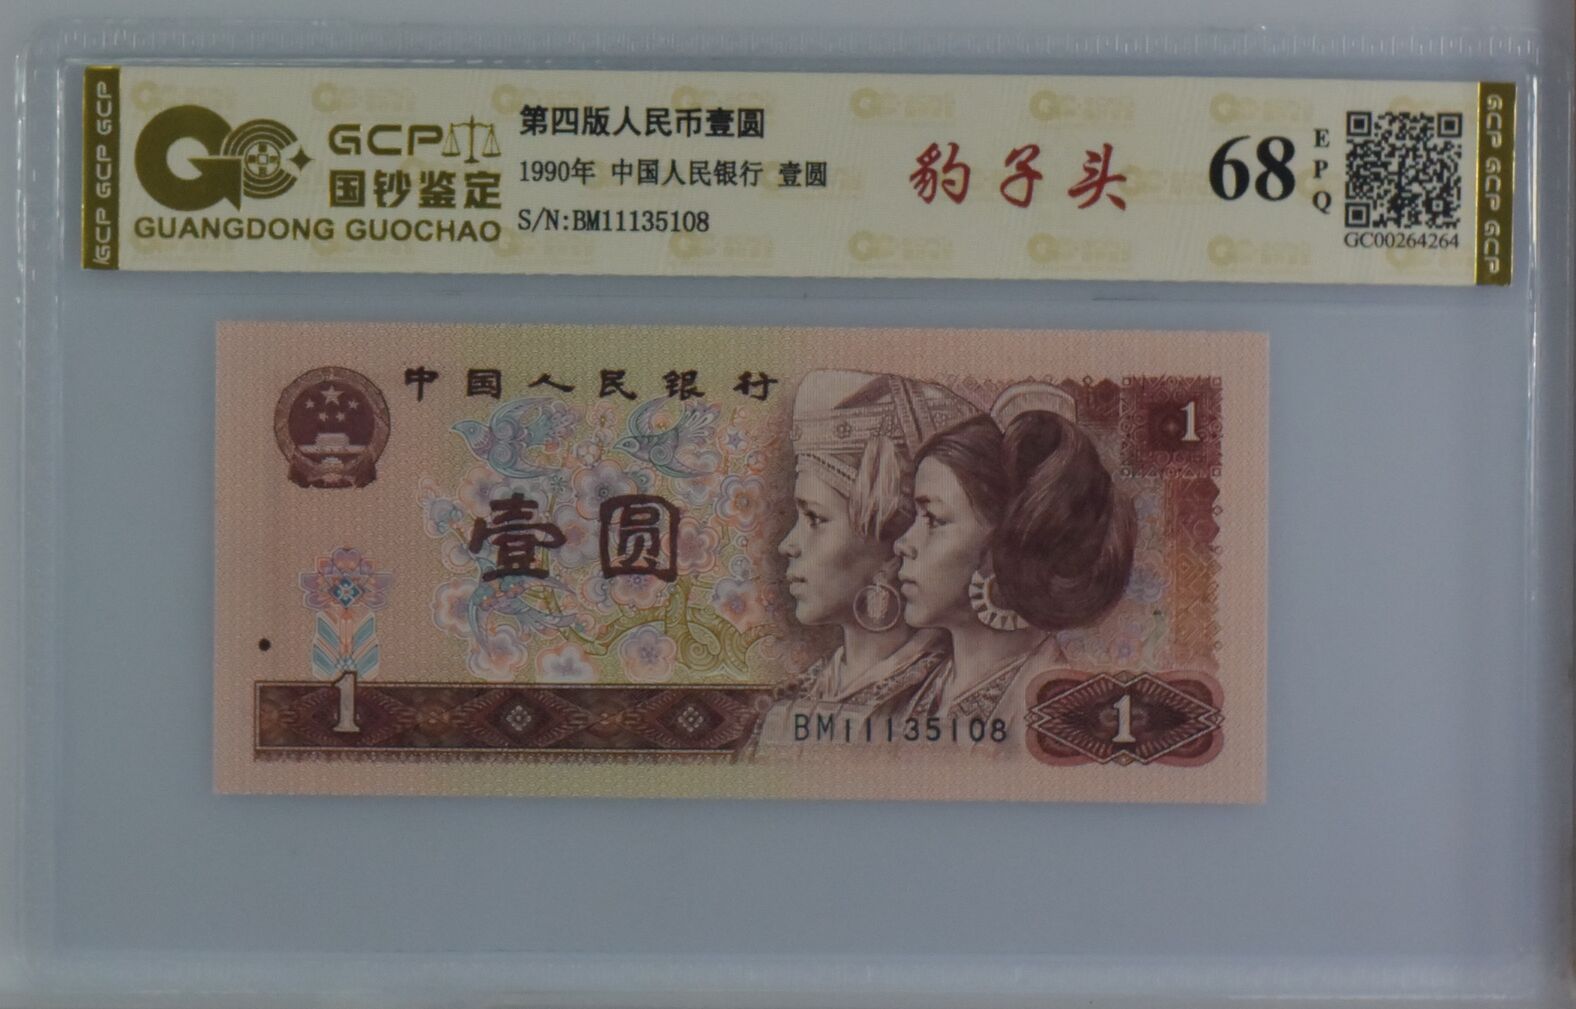 GCP
国钞鉴定
GUANGDONG GUOCHAO
第四版人民币壹圆
1990年 中国人民银行 壹圆
S/N:BM11135108
豹子头
68
EPQ
GC00264264
GCP GCP GCP
GCP GCP GCP
中国人民银行
1
壹圆
1
BM11135108
1